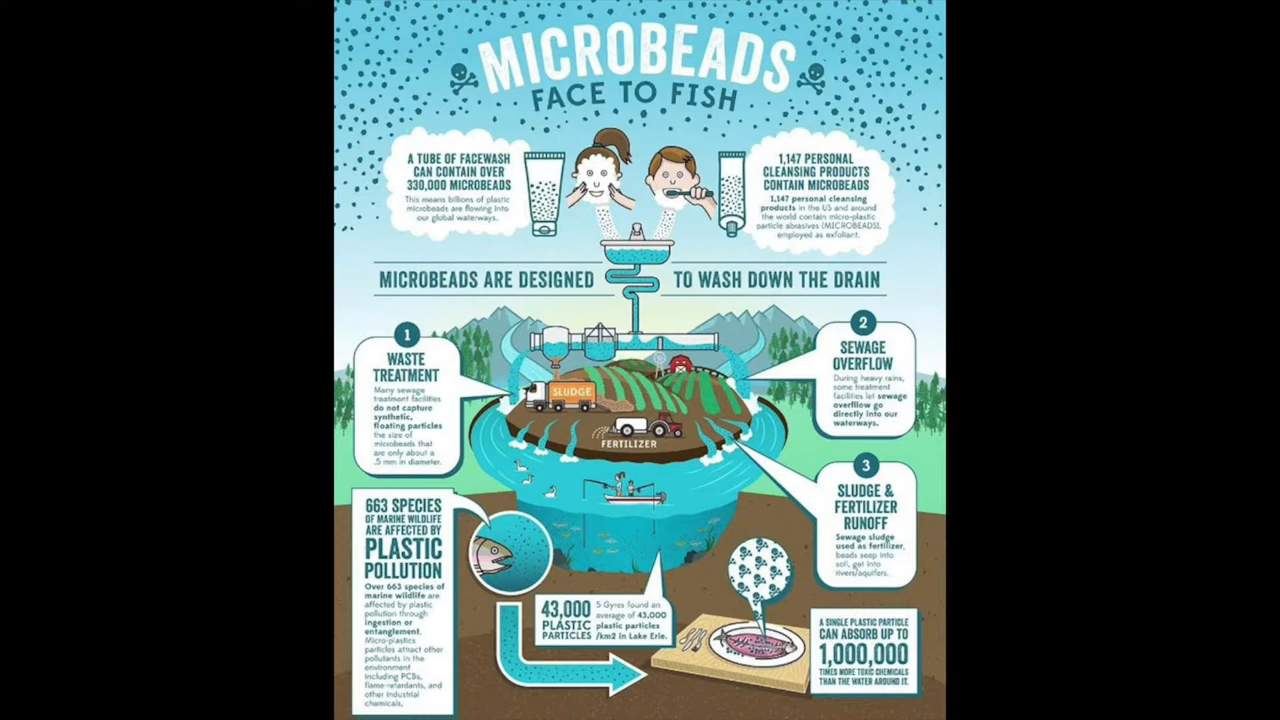 MICROBEADS
FACE TO FISH
A TUBE OF FACEWASH
CAN CONTAIN OVER
330,000 MICROBEADS
This means billions of plastic
microbeads are flowing into
our global waterways.
1,147 PERSONAL
CLEANSING PRODUCTS
CONTAIN MICROBEADS
1,147 personal cleansing
products in the US and around
the world contain micro-plastic
particle abrasives (MICROBEADS),
employed as exfoliant.
MICROBEADS ARE DESIGNED TO WASH DOWN THE DRAIN
1
WASTE
TREATMENT
Many sewage
treatment facilities
do not capture
synthetic,
floating particles
the size of
microbeads that
are only about a
.5 mm in diameter.
2
SEWAGE
OVERFLOW
During heavy rains,
some treatment
facilities let sewage
overfllow go
directly into our
waterways.
SLUDGE
FERTILIZER
3
SLUDGE &
FERTILIZER
RUNOFF
Sewage sludge
used as fertilizer,
beads seep into
soil, get into
rivers/aquifers.
663 SPECIES
OF MARINE WILDLIFE
ARE AFFECTED BY
PLASTIC
POLLUTION
Over 663 species of
marine wildlife are
affected by plastic
pollution through
ingestion or
entanglement.
Micro-plastics
particles attract other
pollutants in the
environment
including PCBs,
flame-retardants, and
other industrial
chemicals.
43,000
PLASTIC
PARTICLES
5 Gyres found an
average of 43,000
plastic particles
/km2 in Lake Erie.
A SINGLE PLASTIC PARTICLE
CAN ABSORB UP TO
1,000,000
TIMES MORE TOXIC CHEMICALS
THAN THE WATER AROUND IT.